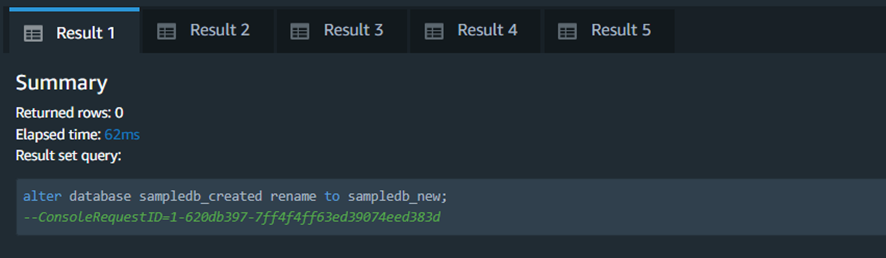 Result 1
Result 2
Result 3
Result 4
Result 5
Summary
Returned rows: 0
Elapsed time: 62ms
Result set query:
alter database sampledb_created rename to sampledb_new;
--ConsoleRequestID=1-620db397-7ff4f4ff63ed39074eed383d